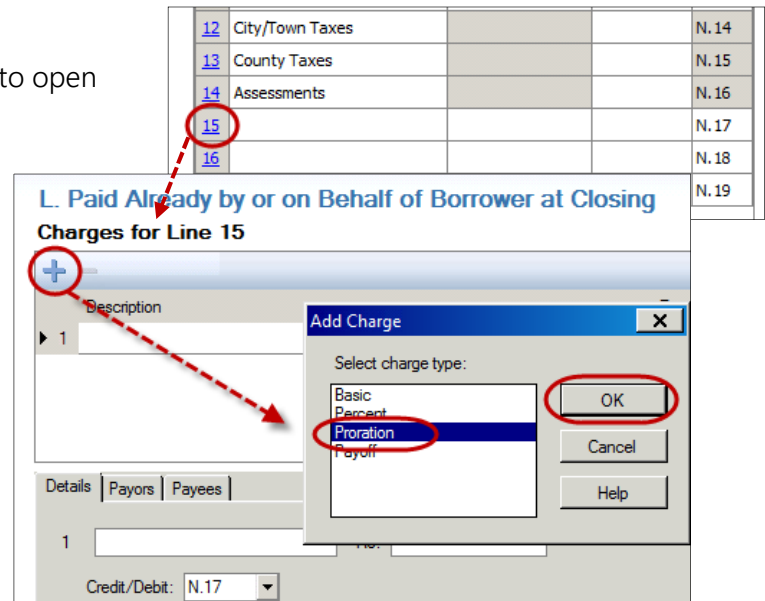 12 City/Town Taxes N.14
to open
13 County Taxes N.15
14 Assessments N.16
15 N.17
16 N.18
N.19
L. Paid Already by or on Behalf of Borrower at Closing
Charges for Line 15
Description
1
Add Charge
Select charge type:
Basic
Percent
Proration
Payoff
OK
Cancel
Help
Details Payors Payees
1
Credit/Debit: N.17